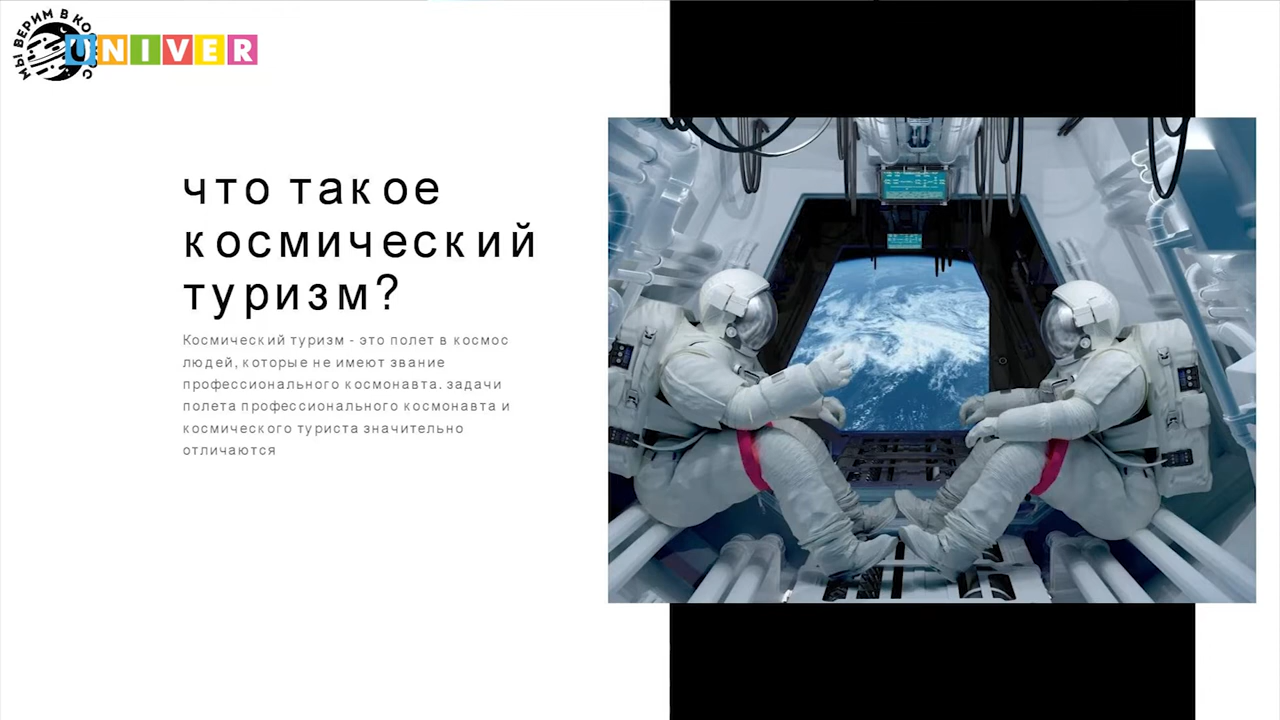 МЫ ВЕРИМ В КОСМОС
UNIVER
что такое
космический
туризм?
Космический туризм - это полет в космос
людей, которые не имеют звание
профессионального космонавта. задачи
полета профессионального космонавта и
космического туриста значительно
отличаются